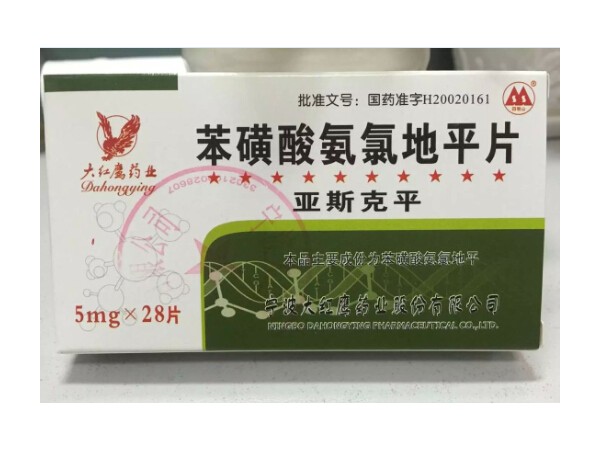 批准文号：国药准字H20020161
大红鹰药业
Dahongying
苯磺酸氨氯地平片
亚斯克平
本品主要成份为苯磺酸氨氯地平
5mg×28片
宁波大红鹰药业股份有限公司
NINGBO DAHONGYING PHARMACEUTICAL CO.,LTD.